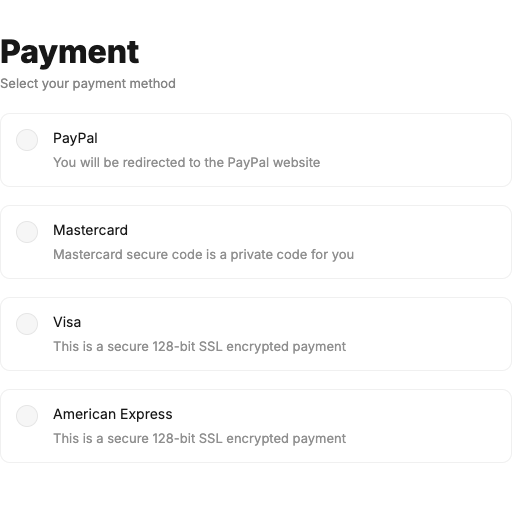 Payment
Select your payment method
PayPal
You will be redirected to the PayPal website
Mastercard
Mastercard secure code is a private code for you
Visa
This is a secure 128-bit SSL encrypted payment
American Express
This is a secure 128-bit SSL encrypted payment